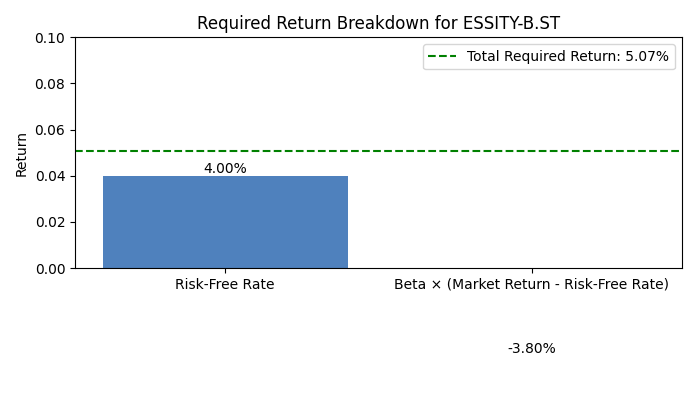 Required Return Breakdown for ESSITY-B.ST
0.10
Total Required Return: 5.07%
0.08
0.06
Return
4.00%
0.04
0.02
0.00
Risk-Free Rate
Beta × (Market Return - Risk-Free Rate)
-3.80%